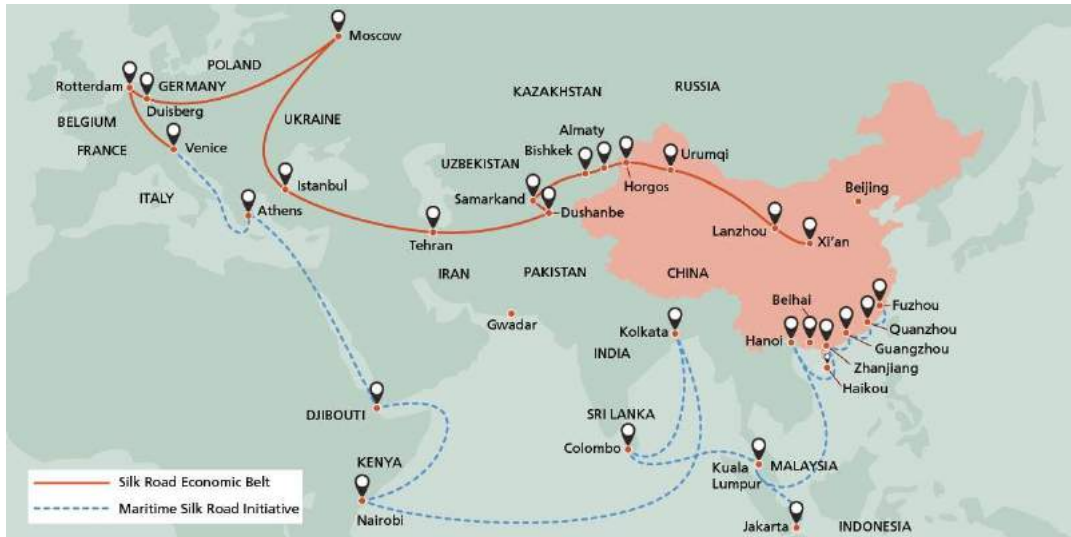 Moscow
POLAND
Rotterdam
GERMANY
Duisberg
KAZAKHSTAN
RUSSIA
BELGIUM
UKRAINE
Almaty
FRANCE
Venice
Bishkek
Urumqi
UZBEKISTAN
Horgos
ITALY
Istanbul
Beijing
Samarkand
Athens
Dushanbe
Lanzhou
Xi'an
Tehran
IRAN
PAKISTAN
CHINA
Beihai
Fuzhou
Gwadar
Kolkata
Quanzhou
Hanoi
Guangzhou
INDIA
Zhanjiang
Haikou
DJIBOUTI
SRI LANKA
Colombo
KENYA
Kuala
Lumpur
MALAYSIA
Silk Road Economic Belt
Maritime Silk Road Initiative
Nairobi
Jakarta
INDONESIA